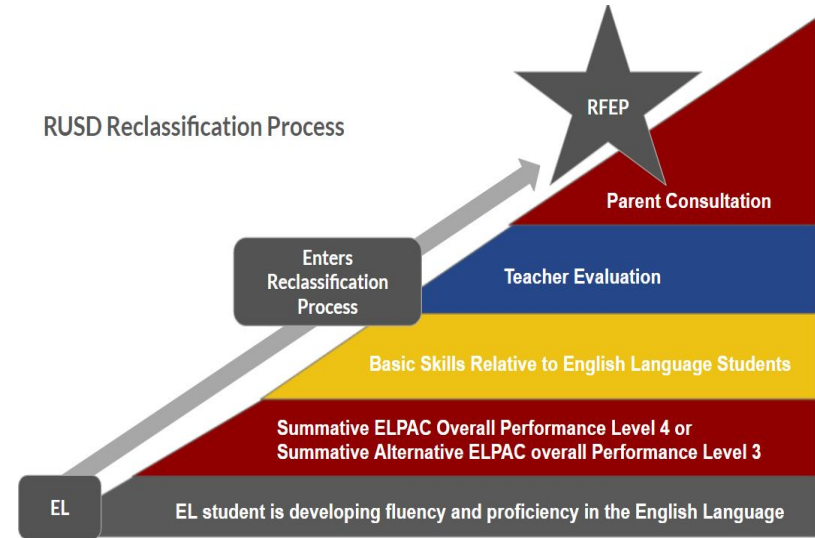 RUSD Reclassification Process
RFEP
Parent Consultation
Enters
Reclassification
Process
Teacher Evaluation
Basic Skills Relative to English Language Students
Summative ELPAC Overall Performance Level 4 or
Summative Alternative ELPAC overall Performance Level 3
EL
EL student is developing fluency and proficiency in the English Language